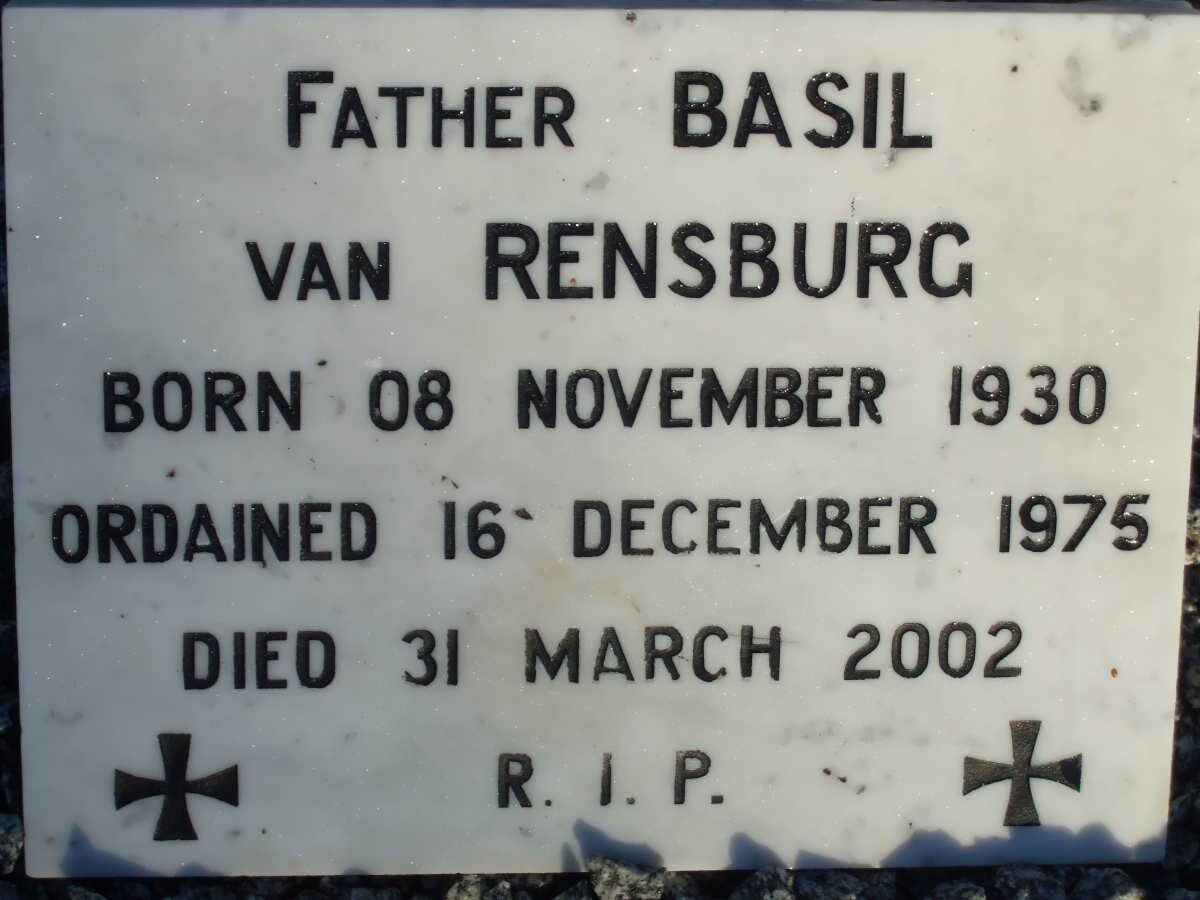 FATHER BASIL
VAN RENSBURG
BORN 08 NOVEMBER 1930
ORDAINED 16 DECEMBER 1975
DIED 31 MARCH 2002
R. I. P.